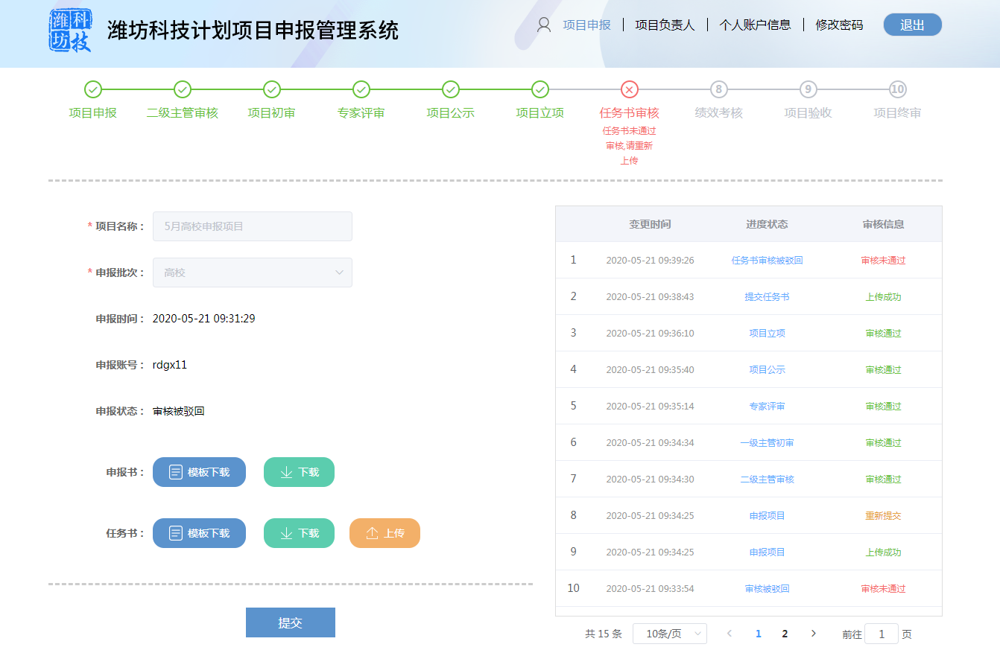 潍科
坊技
潍坊科技计划项目申报管理系统
项目申报 项目负责人 个人账户信息 修改密码 退出
8 9 10
项目申报 二级主管审核 项目初审 专家评审 项目公示 项目立项 任务书审核 绩效考核 项目验收 项目终审
任务书未通过
审核,请重新
上传
* 项目名称： 5月高校申报项目
* 申报批次： 高校
申报时间： 2020-05-21 09:31:29
申报账号： rdgx11
申报状态： 审核被驳回
申报书： 模板下载 下载
任务书： 模板下载 下载 上传
提交
变更时间 进度状态 审核信息
1 2020-05-21 09:39:26 任务书审核被驳回 审核未通过
2 2020-05-21 09:38:43 提交任务书 上传成功
3 2020-05-21 09:36:10 项目立项 审核通过
4 2020-05-21 09:35:40 项目公示 审核通过
5 2020-05-21 09:35:14 专家评审 审核通过
6 2020-05-21 09:34:34 一级主管初审 审核通过
7 2020-05-21 09:34:30 二级主管审核 审核通过
8 2020-05-21 09:34:25 申报项目 重新提交
9 2020-05-21 09:34:25 申报项目 上传成功
10 2020-05-21 09:33:54 审核被驳回 审核未通过
共 15 条 10条/页 1 2 前往 1 页